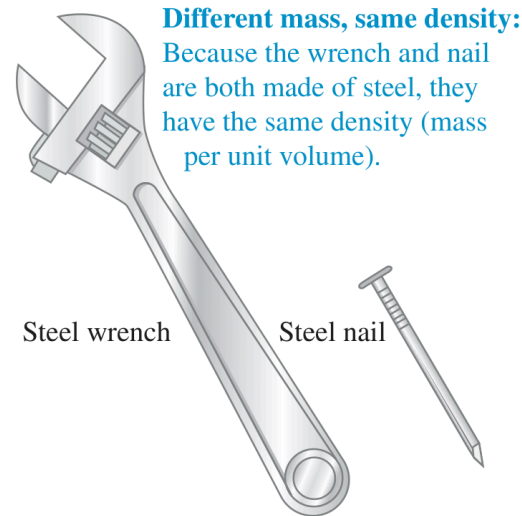 Different mass, same density:
Because the wrench and nail
are both made of steel, they
have the same density (mass
per unit volume).
Steel wrench
Steel nail